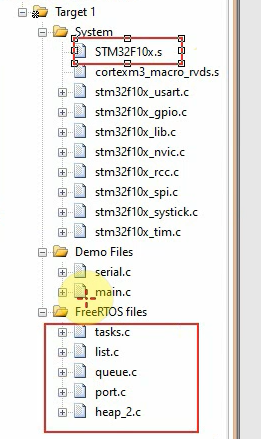 Target 1
System
STM32F10x.s
cortexm3_macro_rvds.s
stm32f10x_usart.c
stm32f10x_gpio.c
stm32f10x_lib.c
stm32f10x_nvic.c
stm32f10x_rcc.c
stm32f10x_spi.c
stm32f10x_systick.c
stm32f10x_tim.c
Demo Files
serial.c
main.c
FreeRTOS files
tasks.c
list.c
queue.c
port.c
heap_2.c